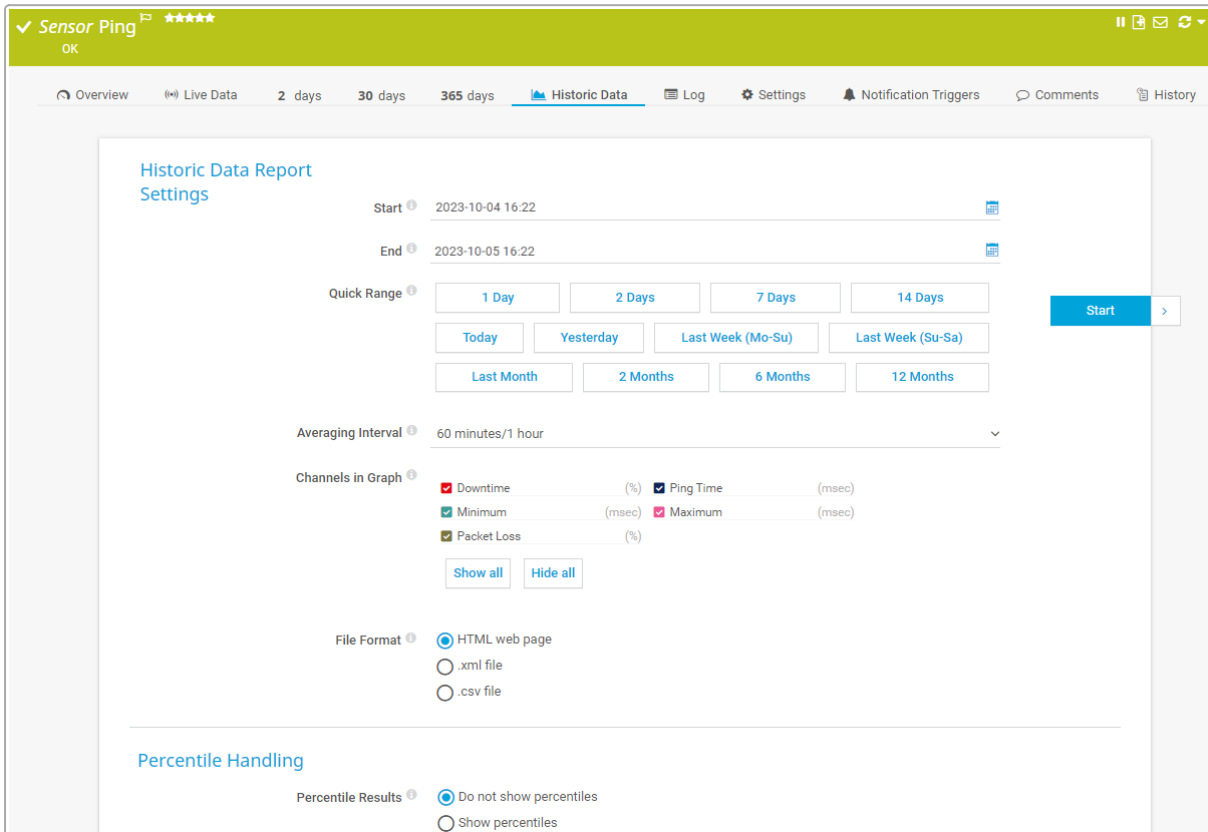 Sensor Ping
OK
Overview Live Data 2 days 30 days 365 days Historic Data Log Settings Notification Triggers Comments History
Historic Data Report
Settings
Start 2023-10-04 16:22
End 2023-10-05 16:22
Quick Range 1 Day 2 Days 7 Days 14 Days
Start
Today Yesterday Last Week (Mo-Su) Last Week (Su-Sa)
Last Month 2 Months 6 Months 12 Months
Averaging Interval 60 minutes/1 hour
Channels in Graph
Downtime (%) Ping Time (msec)
Minimum (msec) Maximum (msec)
Packet Loss (%)
Show all Hide all
File Format HTML web page
.xml file
.csv file
Percentile Handling
Percentile Results Do not show percentiles
Show percentiles